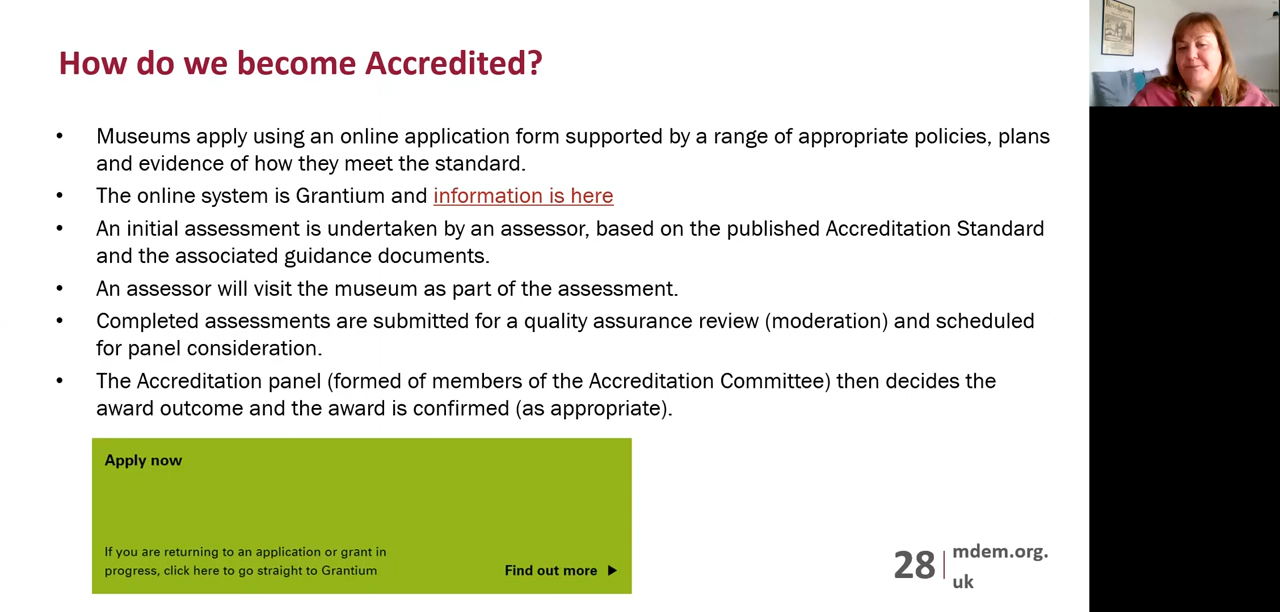 How do we become Accredited?
• Museums apply using an online application form supported by a range of appropriate policies, plans
and evidence of how they meet the standard.
• The online system is Grantium and information is here
• An initial assessment is undertaken by an assessor, based on the published Accreditation Standard
and the associated guidance documents.
• An assessor will visit the museum as part of the assessment.
• Completed assessments are submitted for a quality assurance review (moderation) and scheduled
for panel consideration.
• The Accreditation panel (formed of members of the Accreditation Committee) then decides the
award outcome and the award is confirmed (as appropriate).
Apply now
If you are returning to an application or grant in
progress, click here to go straight to Grantium
Find out more ▶
28
mdem.org.
uk